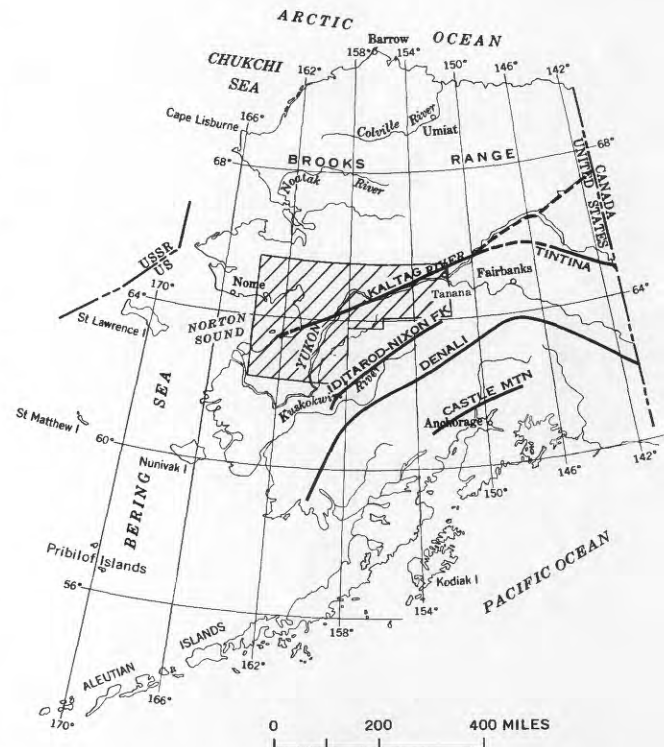 ARCTIC OCEAN
Barrow
158°
154°
CHUKCHI
SEA
162°
150°
146°
142°
166°
Cape Lisburne
Colville River
Umiat
68°
68°
BROOKS RANGE
Noatak River
CANADA
UNITED STATES
USSR
US
170°
KALTAG RIVER
TINTINA
Nome
Fairbanks
Tanana
64°
64°
St Lawrence I
NORTON
SOUND
YUKON
IDITAROD-NIXON FK
DENALI
Kuskokwim River
SEA
CASTLE MTN
Anchorage
St Matthew I
60°
Nunivak I
150°
146°
142°
BERING
Pribilof Islands
PACIFIC OCEAN
Kodiak I
56°
154°
158°
ALEUTIAN ISLANDS
162°
166°
170°
0 200 400 MILES